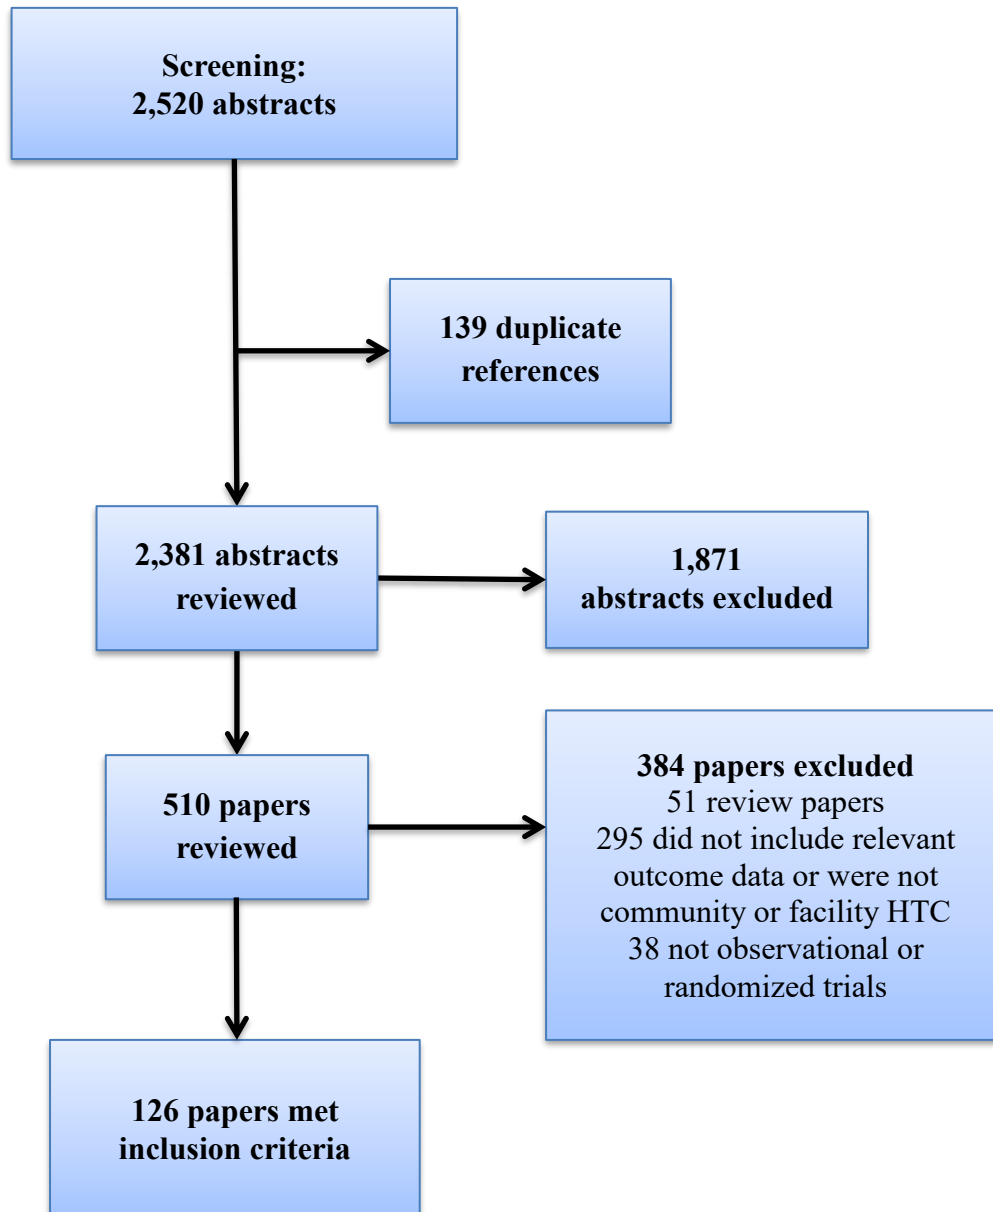 Screening:
2,520 abstracts
139 duplicate
references
2,381 abstracts
reviewed
1,871
abstracts excluded
510 papers
reviewed
384 papers excluded
51 review papers
295 did not include relevant
outcome data or were not
community or facility HTC
38 not observational or
randomized trials
126 papers met
inclusion criteria